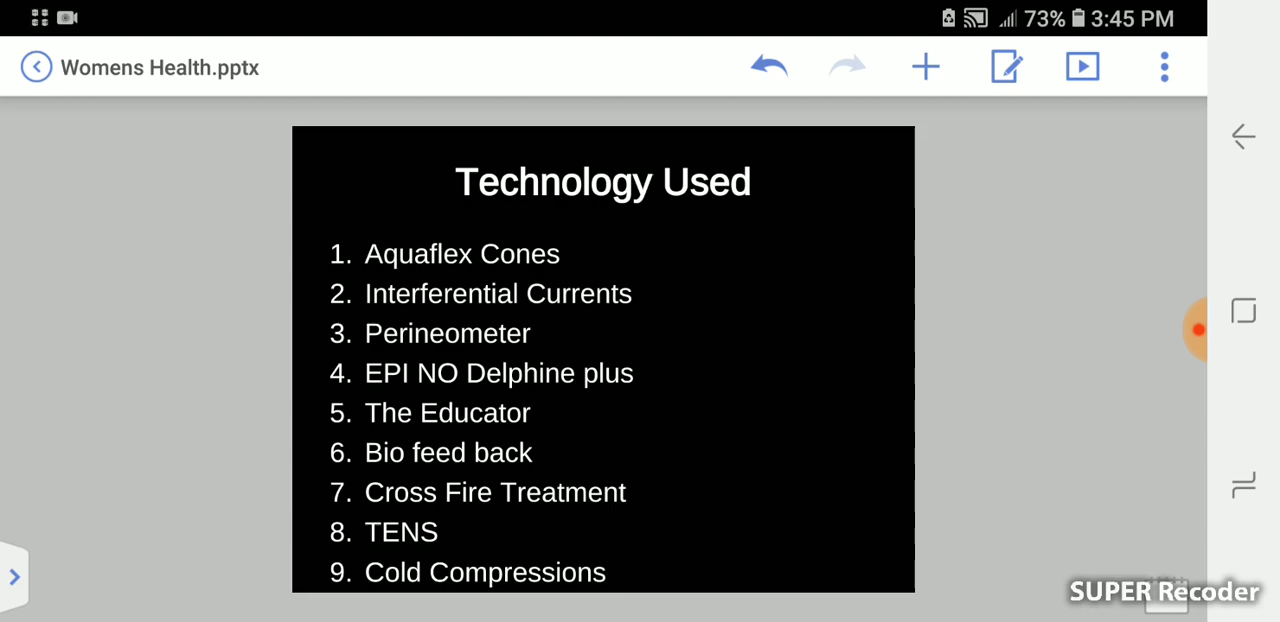 73% 3:45 PM
Womens Health.pptx
Technology Used
1. Aquaflex Cones
2. Interferential Currents
3. Perineometer
4. EPI NO Delphine plus
5. The Educator
6. Bio feed back
7. Cross Fire Treatment
8. TENS
9. Cold Compressions
SUPER Recoder